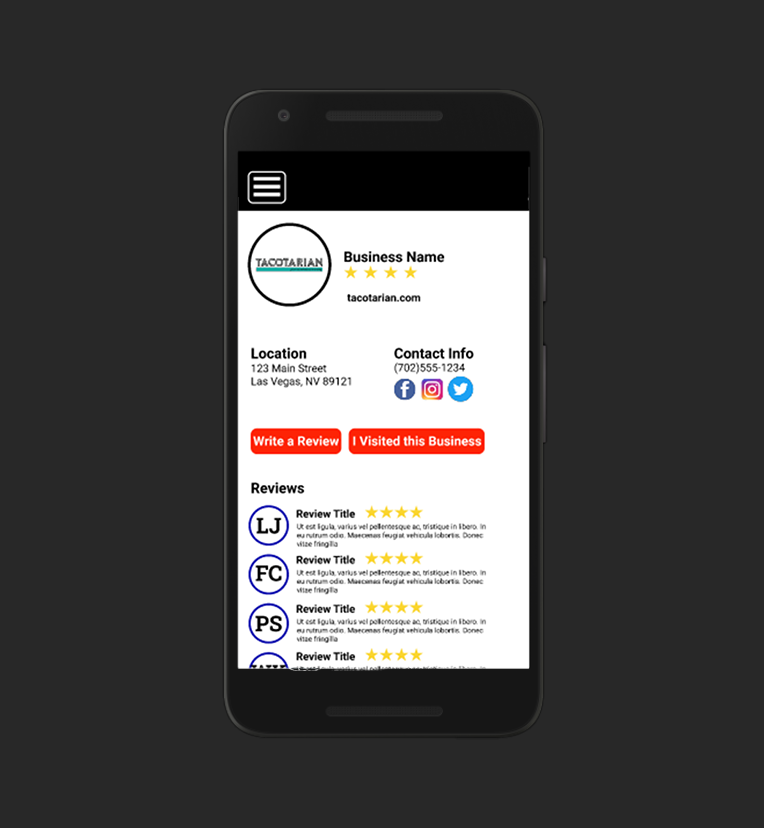 TACOTARIAN
Business Name
tacotarian.com
Location
Contact Info
123 Main Street
(702)555-1234
Las Vegas, NV 89121
Write a Review
I Visited this Business
Reviews
LJ
Review Title
Ut est ligula, varius vel pellentesque ac, tristique in libero. In
eu rutrum odio. Maecenas feugiat vehicula lobortis. Donec
vitae fringilla
FC
Review Title
Ut est ligula, varius vel pellentesque ac, tristique in libero. In
eu rutrum odio. Maecenas feugiat vehicula lobortis. Donec
vitae fringilla
PS
Review Title
Ut est ligula, varius vel pellentesque ac, tristique in libero. In
eu rutrum odio. Maecenas feugiat vehicula lobortis. Donec
vitae fringilla
Review Title